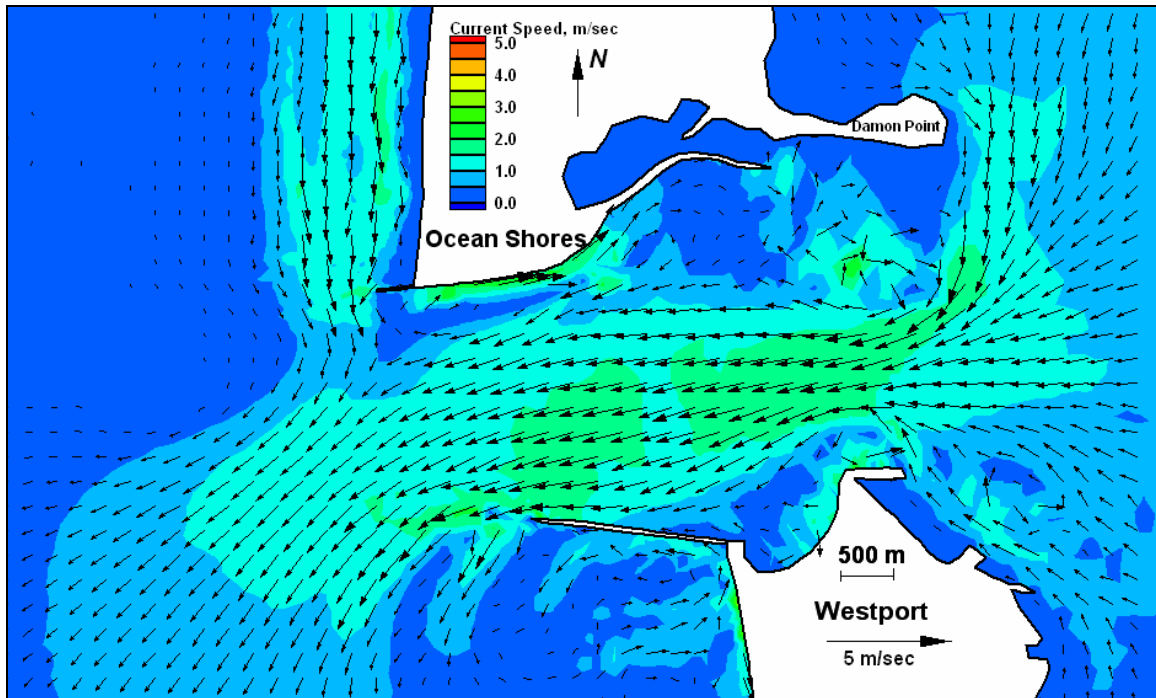 Current Speed, m/sec
5.0
4.0
3.0
2.0
1.0
0.0
N
Damon Point
Ocean Shores
500 m
Westport
5 m/sec